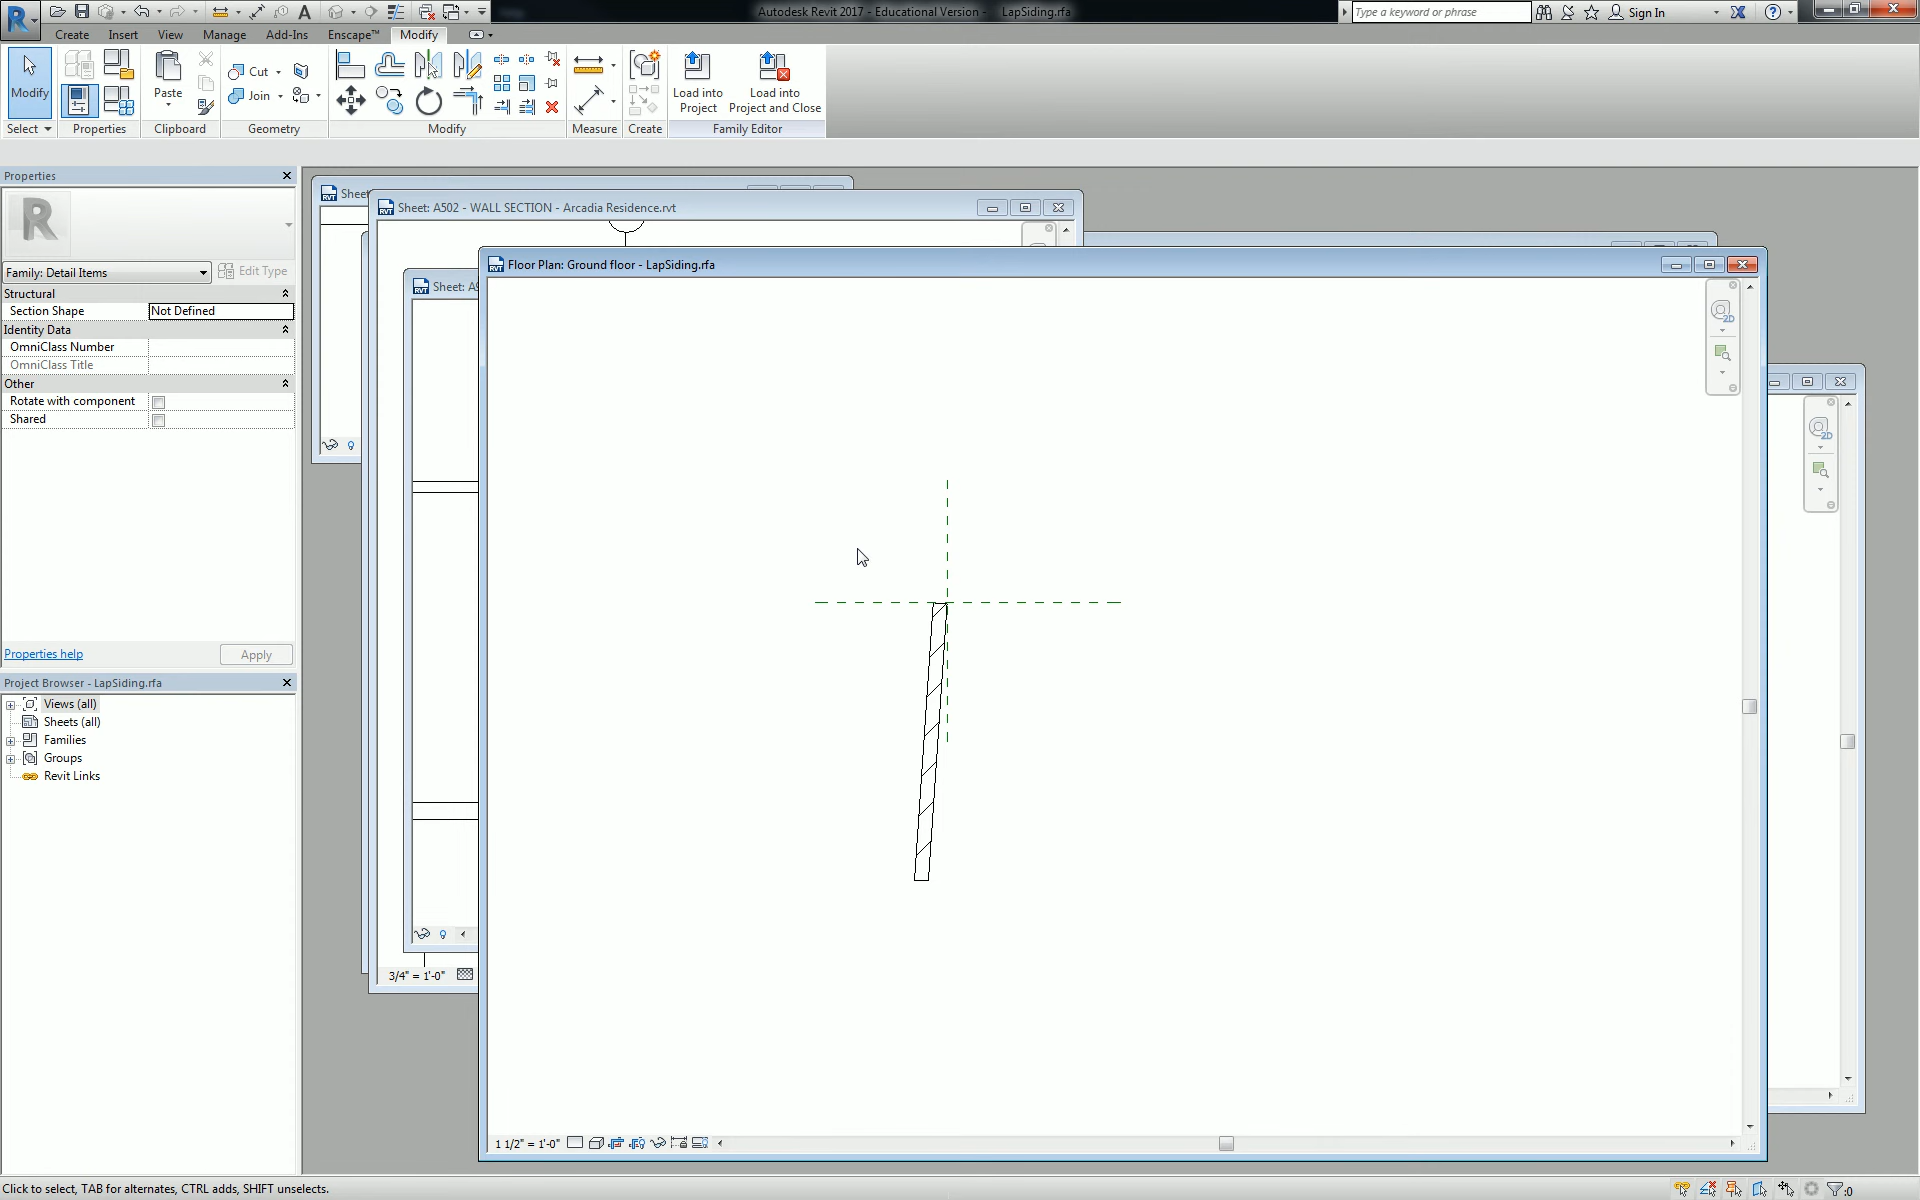 Autodesk Revit 2017 - Educational Version - LapSiding.rfa
Type a keyword or phrase
Sign In
Create Insert View Manage Add-Ins Enscape™ Modify
Modify
Paste
Cut
Join
Load into Project
Load into Project and Close
Select Properties Clipboard Geometry Modify Measure Create Family Editor
Properties
Family: Detail Items
Edit Type
Structural
Section Shape Not Defined
Identity Data
OmniClass Number
OmniClass Title
Other
Rotate with component
Shared
Properties help
Apply
Project Browser - LapSiding.rfa
Views (all)
Sheets (all)
Families
Groups
Revit Links
Sheet
Sheet: A502 - WALL SECTION - Arcadia Residence.rvt
Sheet: A
Floor Plan: Ground floor - LapSiding.rfa
2D
2D
3/4" = 1'-0"
1 1/2" = 1'-0"
Click to select, TAB for alternates, CTRL adds, SHIFT unselects.
:0